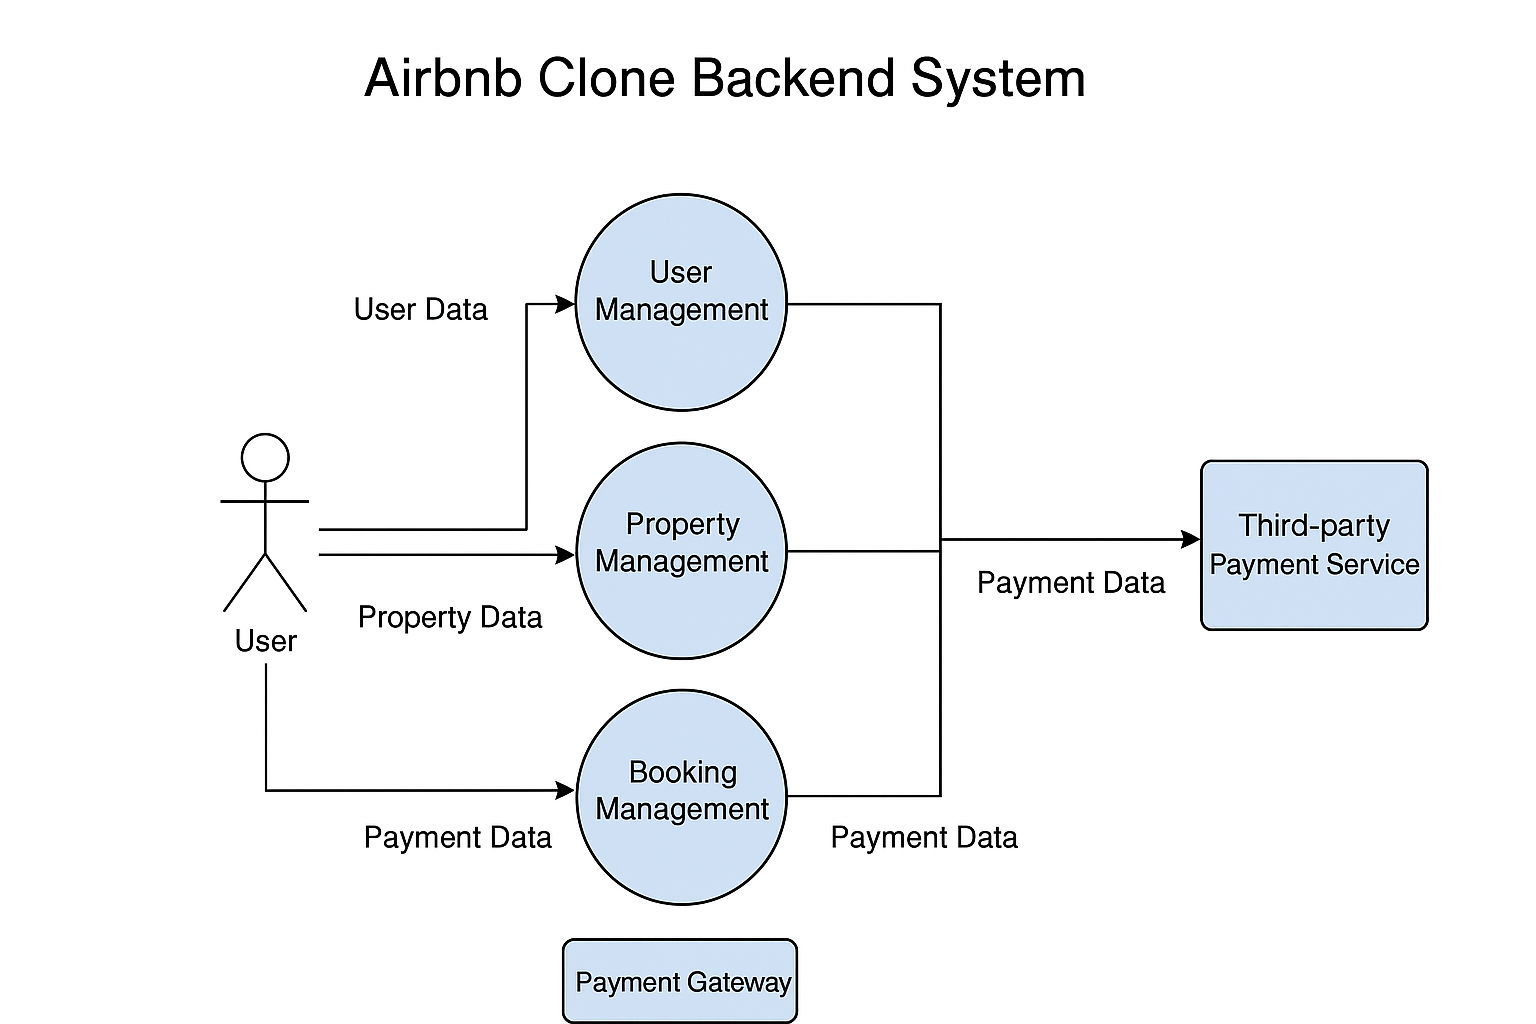 Airbnb Clone Backend System
User
Management
User Data
Property
Management
Third-party
Payment Service
Payment Data
Property Data
User
Booking
Management
Payment Data
Payment Data
Payment Gateway